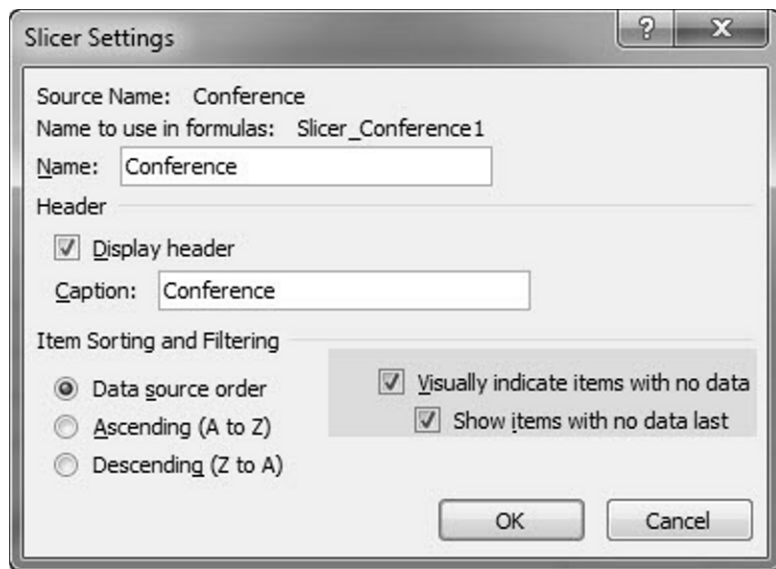 Slicer Settings
Source Name: Conference
Name to use in formulas: Slicer_Conference1
Name: Conference
Header
Display header
Caption: Conference
Item Sorting and Filtering
Data source order
Ascending (A to Z)
Descending (Z to A)
Visually indicate items with no data
Show items with no data last
OK Cancel